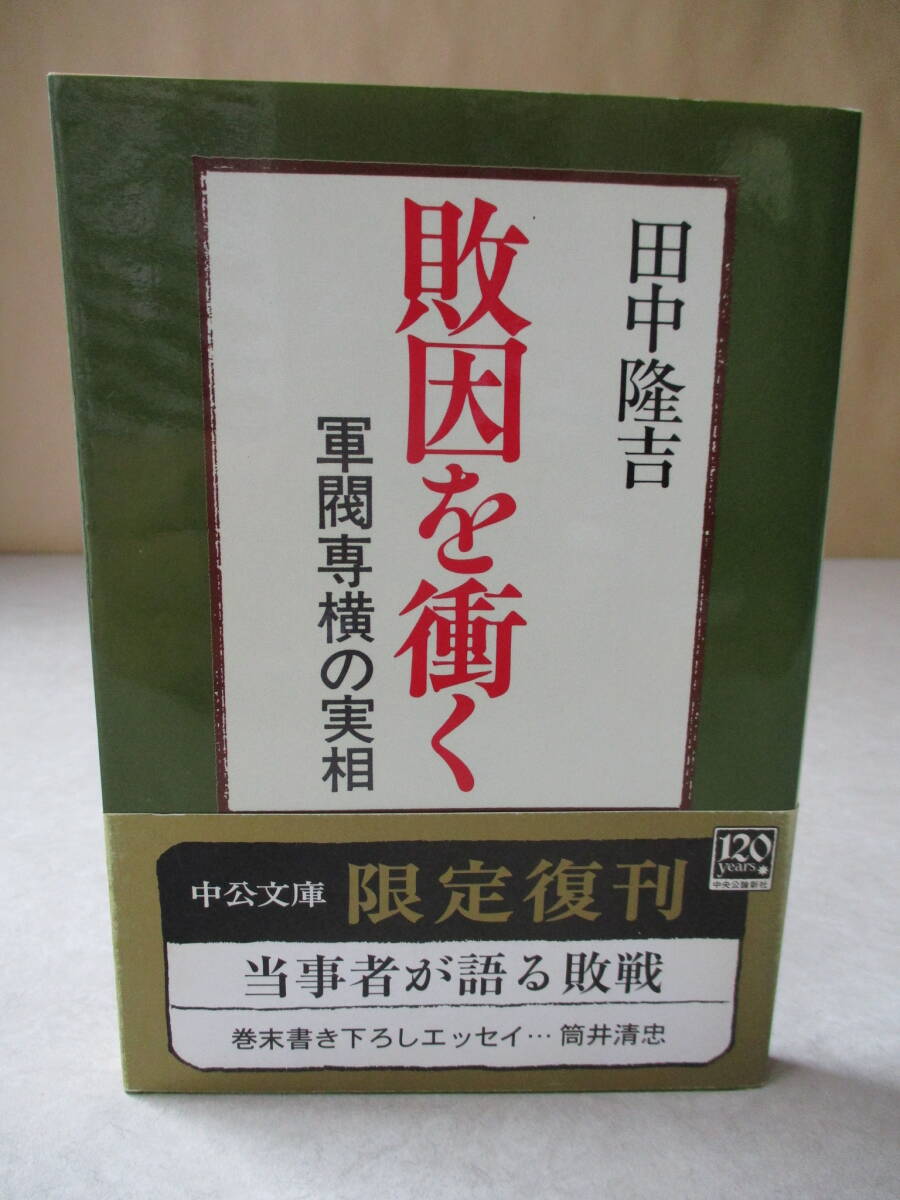 田中隆吉
敗因を衝く
軍閥専横の実相
120
years
中央公論新社
中公文庫 限定復刊
当事者が語る敗戦
巻末書き下ろしエッセイ… 筒井清忠